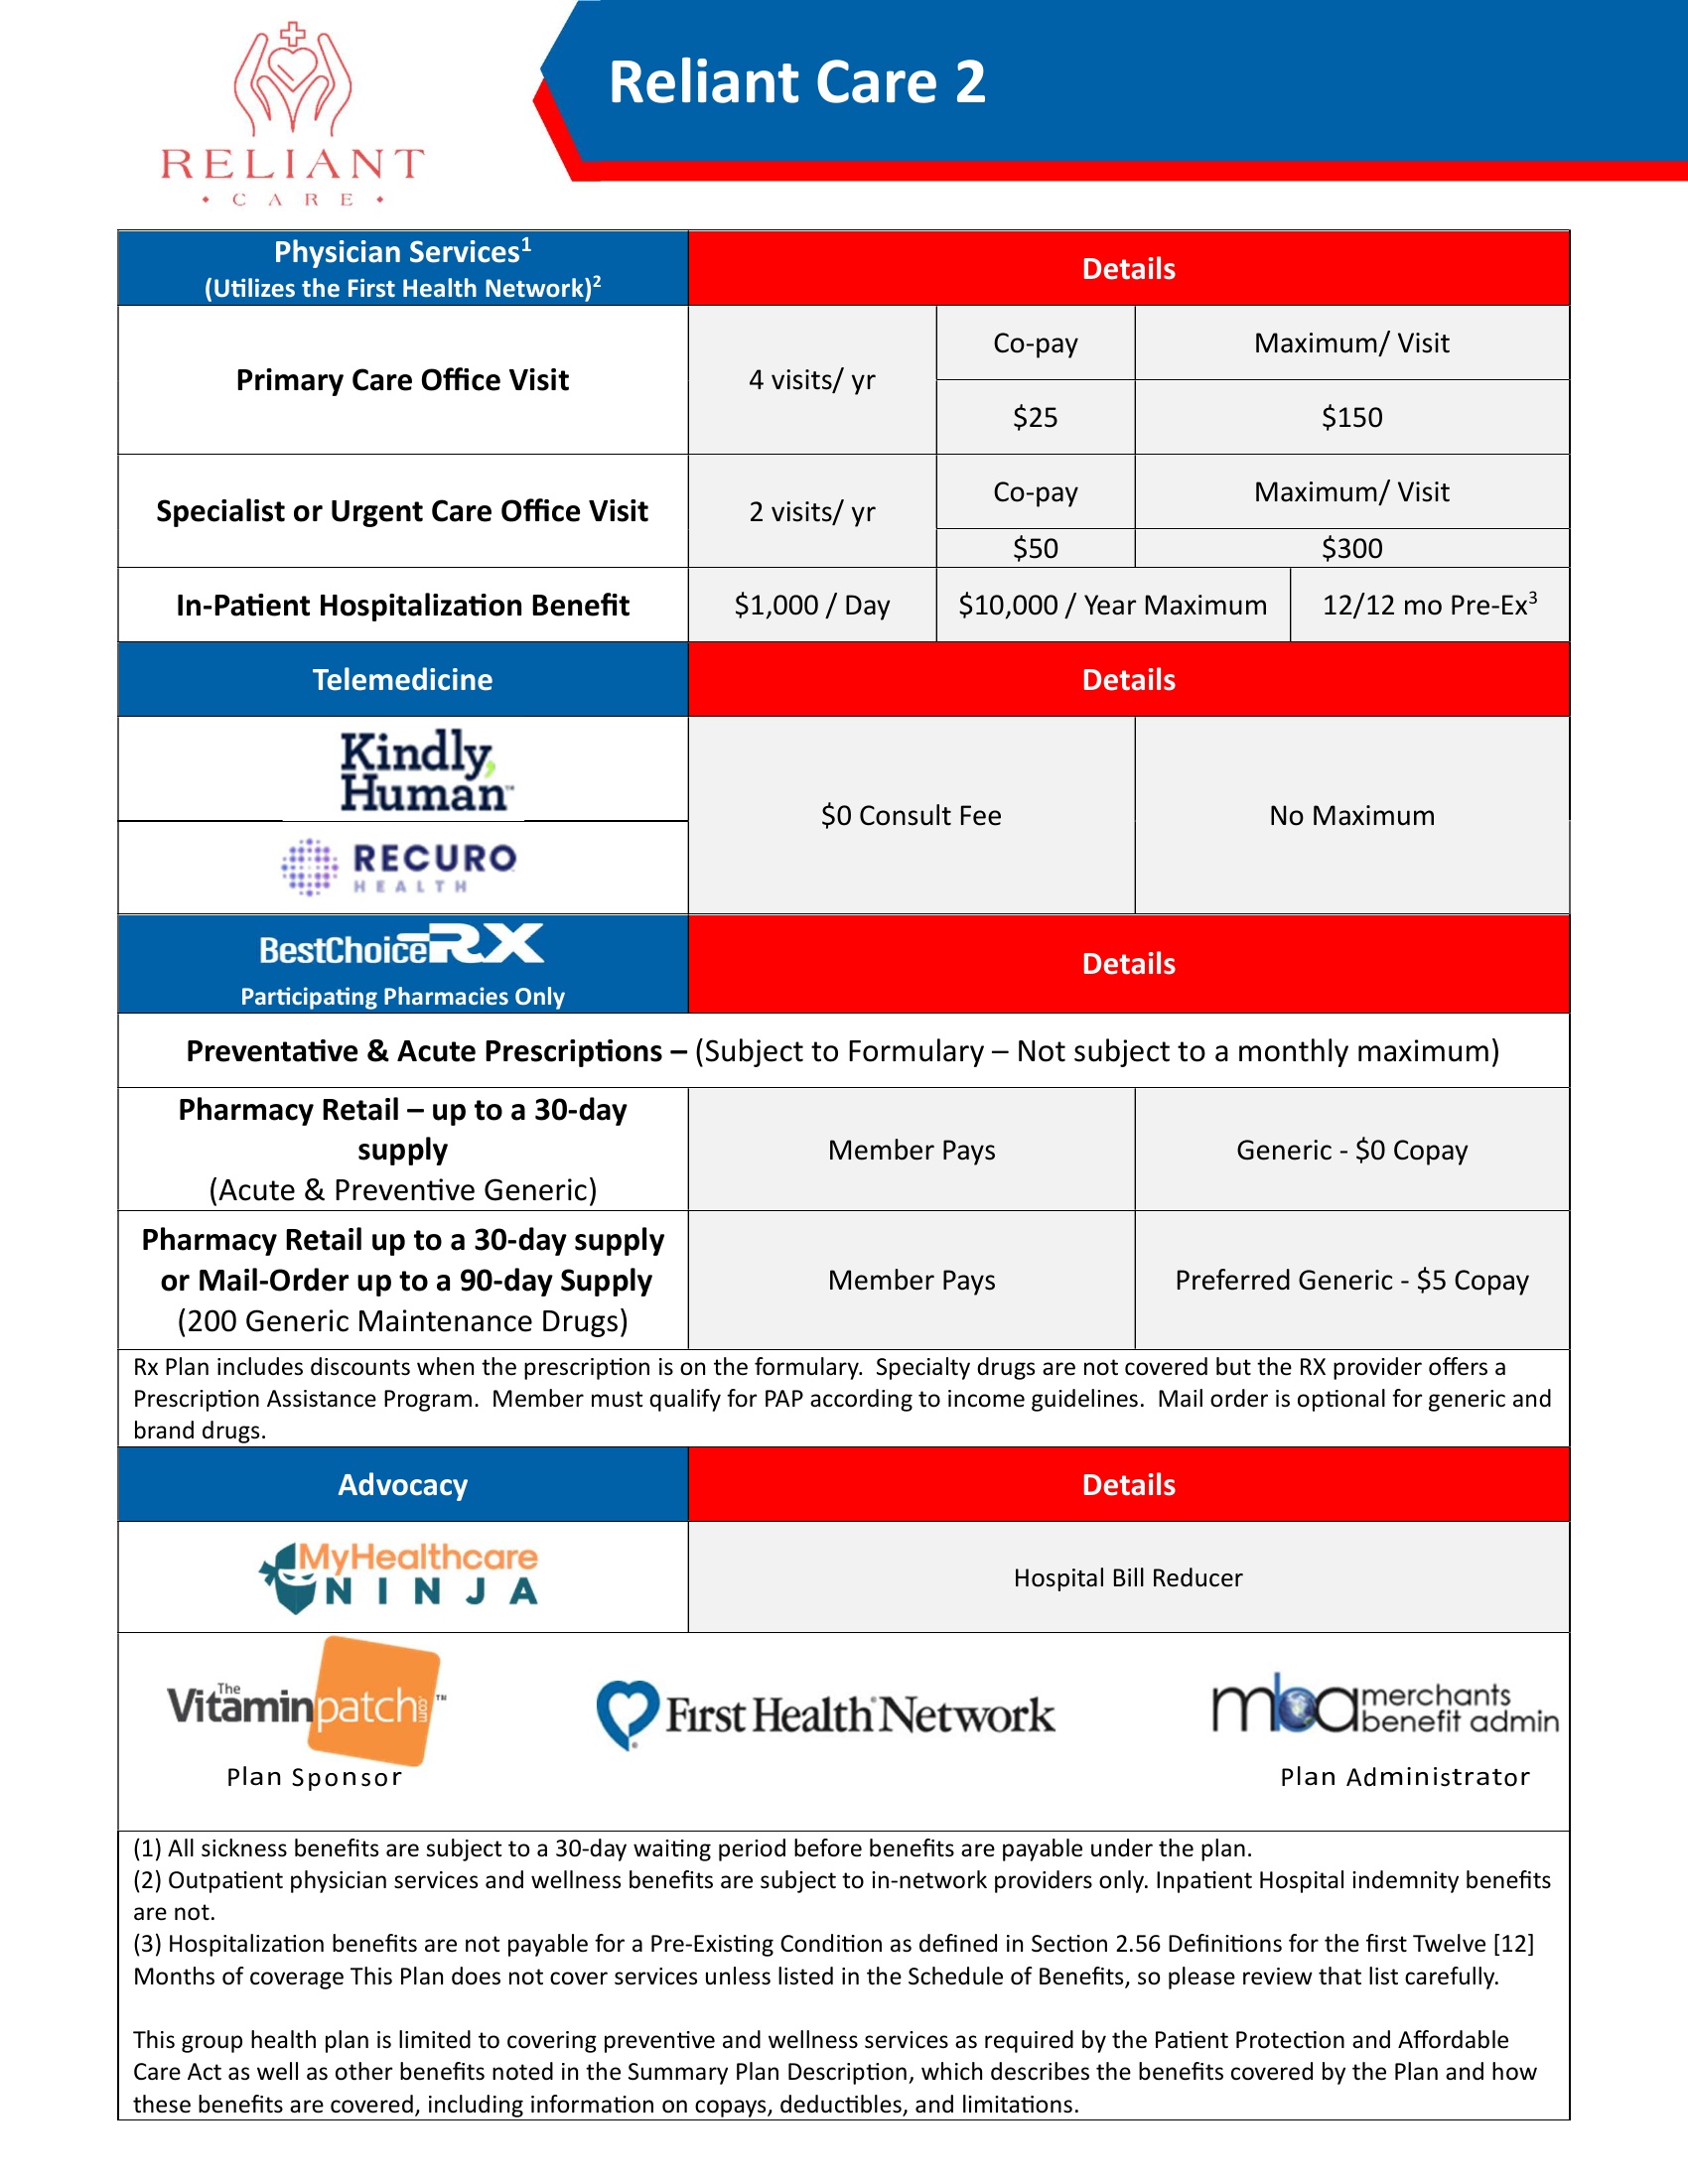 RELIANT
• CARE •
Reliant Care 2
Physician Services1
(Utilizes the First Health Network)2
Details
Primary Care Office Visit
4 visits/ yr
Co-pay
Maximum/ Visit
$25
$150
Specialist or Urgent Care Office Visit
2 visits/ yr
Co-pay
Maximum/ Visit
$50
$300
In-Patient Hospitalization Benefit
$1,000 / Day
$10,000 / Year Maximum
12/12 mo Pre-Ex3
Telemedicine
Details
Kindly,
Human™
$0 Consult Fee
No Maximum
RECURO
HEALTH
BestChoiceRX
Participating Pharmacies Only
Details
Preventative & Acute Prescriptions – (Subject to Formulary – Not subject to a monthly maximum)
Pharmacy Retail – up to a 30-day
supply
(Acute & Preventive Generic)
Member Pays
Generic - $0 Copay
Pharmacy Retail up to a 30-day supply
or Mail-Order up to a 90-day Supply
(200 Generic Maintenance Drugs)
Member Pays
Preferred Generic - $5 Copay
Rx Plan includes discounts when the prescription is on the formulary.  Specialty drugs are not covered but the RX provider offers a
Prescription Assistance Program.  Member must qualify for PAP according to income guidelines.  Mail order is optional for generic and
brand drugs.
Advocacy
Details
MyHealthcare
NINJA
Hospital Bill Reducer
The
Vitaminpatch.com™
Plan Sponsor
First Health® Network
mba merchants
benefit admin
Plan Administrator
(1) All sickness benefits are subject to a 30-day waiting period before benefits are payable under the plan.
(2) Outpatient physician services and wellness benefits are subject to in-network providers only. Inpatient Hospital indemnity benefits
are not.
(3) Hospitalization benefits are not payable for a Pre-Existing Condition as defined in Section 2.56 Definitions for the first Twelve [12]
Months of coverage This Plan does not cover services unless listed in the Schedule of Benefits, so please review that list carefully.
This group health plan is limited to covering preventive and wellness services as required by the Patient Protection and Affordable
Care Act as well as other benefits noted in the Summary Plan Description, which describes the benefits covered by the Plan and how
these benefits are covered, including information on copays, deductibles, and limitations.